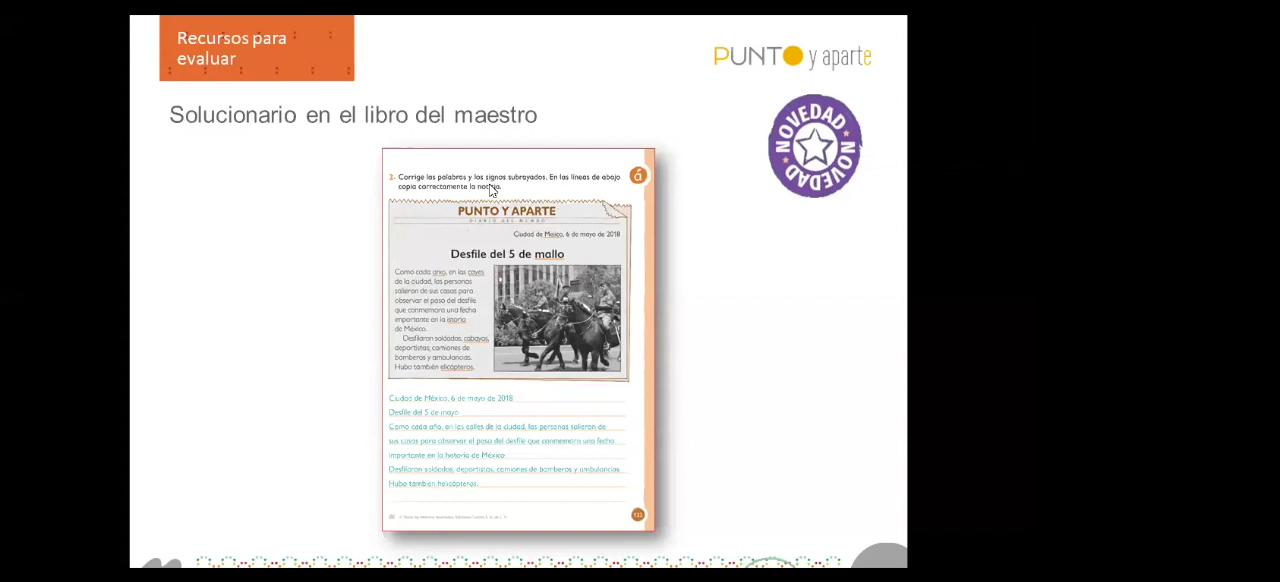 Recursos para
evaluar
PUNTO y aparte
Solucionario en el libro del maestro
NOVEDAD NOVEDAD
2. Corrige las palabras y los signos subrayados. En las líneas de abajo
copia correctamente la noticia.
á
PUNTO Y APARTE
DIARIO DEL MUNDO
Ciudad de Mexico, 6 de mayo de 2018
Desfile del 5 de mallo
Como cada anio, en las cayes
de la ciudad, las personas
salieron de sus casas para
observar el paso del desfile
que conmemora una fecha
importante en la istoria
de México.
Desfilaron soldados, cabayos,
deportistas, camiones de
bomberos y ambulancias.
Hubo también elicópteros.
Ciudad de México, 6 de mayo de 2018
Desfile del 5 de mayo
Como cada año, en las calles de la ciudad, las personas salieron de
sus casas para observar el paso del desfile que conmemora una fecha
importante en la historia de México.
Desfilaron soldados, deportistas, camiones de bomberos y ambulancias.
Hubo también helicópteros.